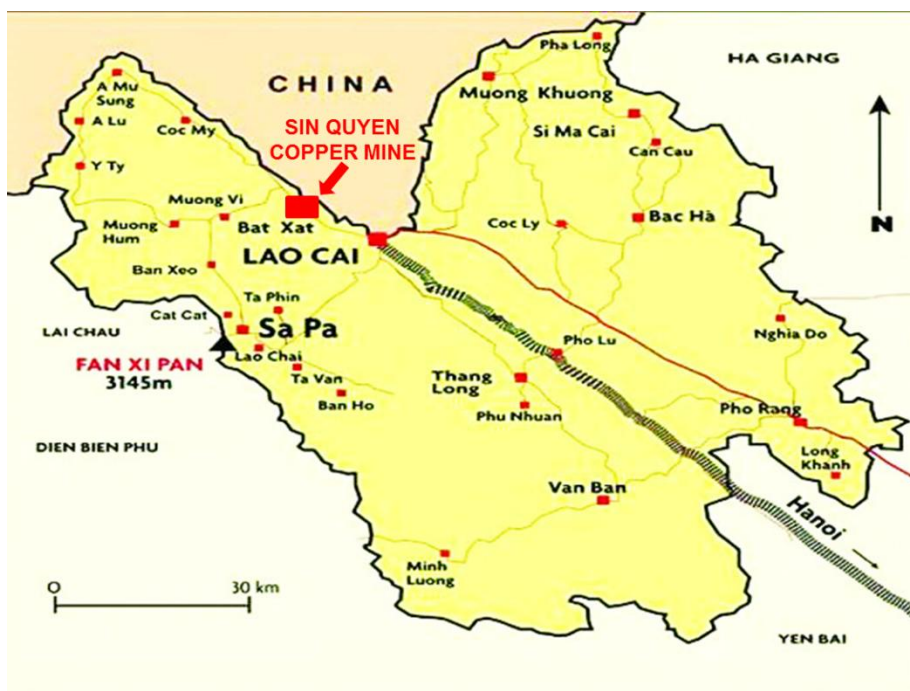 HA GIANG
Pha Long
CHINA
A Mu
Sung
Muong Khuong
A Lu
Coc My
SIN QUYEN
COPPER MINE
Si Ma Cai
Can Cau
Y Ty
Muong Vi
Bat Xat
Muong
Hum
Coc Ly
Bac Hà
N
LAO CAI
Ban Xeo
Ta Phin
Cat Cat
Sa Pa
LAI CHAU
Nghia Do
Pho Lu
Lao Chai
FAN XI PAN
3145m
Ta Van
Thang
Long
Ban Ho
Phu Nhuan
Pho Rang
DIEN BIEN PHU
Long
Khanh
Van Ban
Hanoi
Minh
Luong
O
30 km
YEN BAI